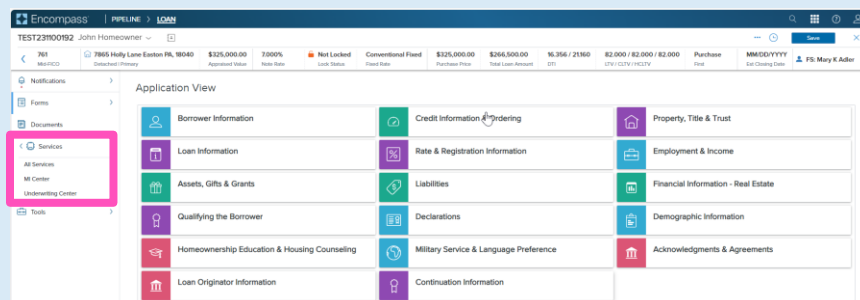 Encompass PIPELINE > LOAN
TEST231100192 John Homeowner
Save
761 7865 Holly Lane Easton PA, 18040 $325,000.00 7.000% Not Locked Conventional Fixed $325,000.00 $266,500.00 16.356 / 21.160 82.000 / 82.000 / 82.000 Purchase MM/DD/YYYY FS: Mary K Adler
Mid-FICO Detached | Primary Appraised Value Note Rate Lock Status Fixed Rate Purchase Price Total Loan Amount DTI LTV / CLTV / HCLTV First Est Closing Date
Notifications
Forms
Documents
Services
All Services
MI Center
Underwriting Center
Tools
Application View
Borrower Information Credit Information & Ordering Property, Title & Trust
Loan Information Rate & Registration Information Employment & Income
Assets, Gifts & Grants Liabilities Financial Information - Real Estate
Qualifying the Borrower Declarations Demographic Information
Homeownership Education & Housing Counseling Military Service & Language Preference Acknowledgments & Agreements
Loan Originator Information Continuation Information